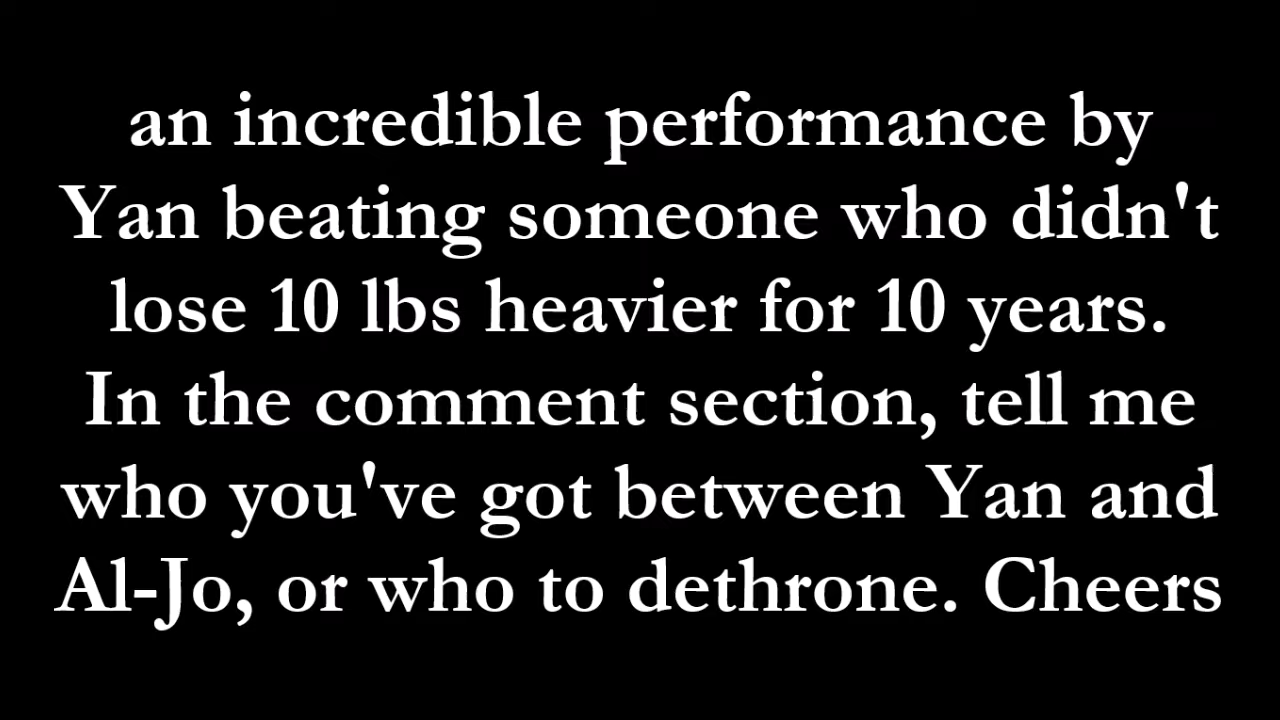 an incredible performance by
Yan beating someone who didn't
lose 10 lbs heavier for 10 years.
In the comment section, tell me
who you've got between Yan and
Al-Jo, or who to dethrone. Cheers